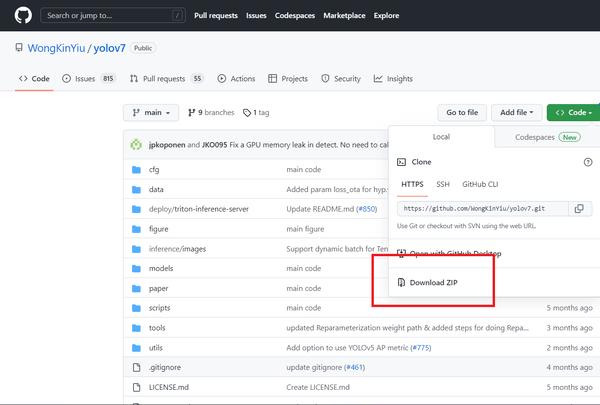 Search or jump to...
/
Pull requests Issues Codespaces Marketplace Explore
WongKinYiu / yolov7 Public
Code Issues 815 Pull requests 55 Actions Projects Security Insights
main 9 branches 1 tag Go to file Add file Code
jpkoponen and JKO095 Fix a GPU memory leak in detect. No need to cal
Local Codespaces New
Clone
HTTPS SSH GitHub CLI
https://github.com/WongKinYiu/yolov7.git
Use Git or checkout with SVN using the web URL.
Open with GitHub Desktop
Download ZIP
cfg main code
data Added param loss_ota for hyp.
deploy/triton-inference-server Update README.md (#850)
figure main figure
inference/images Support dynamic batch for Ten
models main code
paper main code
scripts main code 5 months ago
tools updated Reparameterization weight path & added steps for doing Repa... 3 months ago
utils Add option to use YOLOv5 AP metric (#775) 3 months ago
.gitignore update gitignore (#461) 4 months ago
LICENSE.md Create LICENSE.md 5 months ago